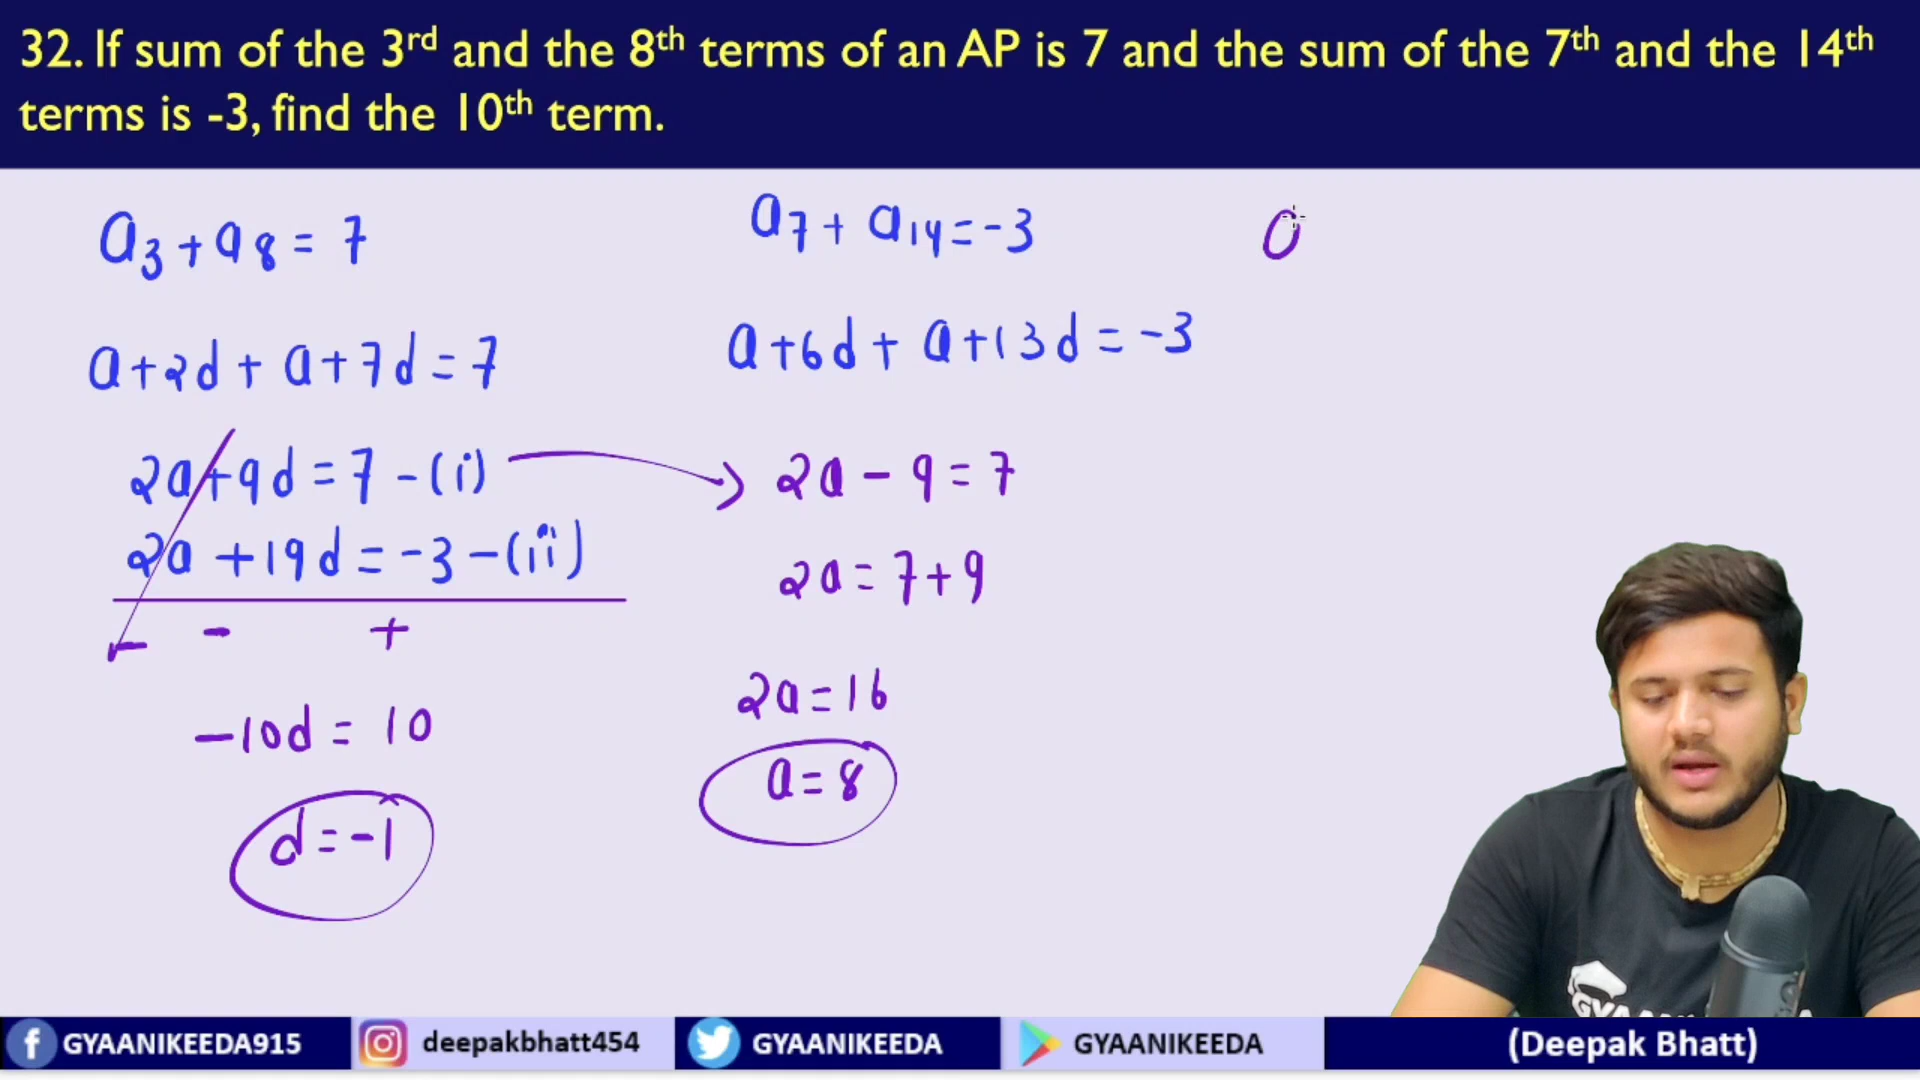 32. If sum of the 3rd and the 8th terms of an AP is 7 and the sum of the 7th and the 14th
terms is -3, find the 10th term.
a3 + a8 = 7
a+2d + a+7d = 7
2a+9d = 7 -(i)
2a +19d = -3 -(ii)
- - +
-10d = 10
d = -1
a7 + a14 = -3
a+6d + a+13d = -3
2a - 9 = 7
2a = 7+9
2a = 16
a = 8
GYAANIKEEDA915
deepakbhatt454
GYAANIKEEDA
GYAANIKEEDA
(Deepak Bhatt)